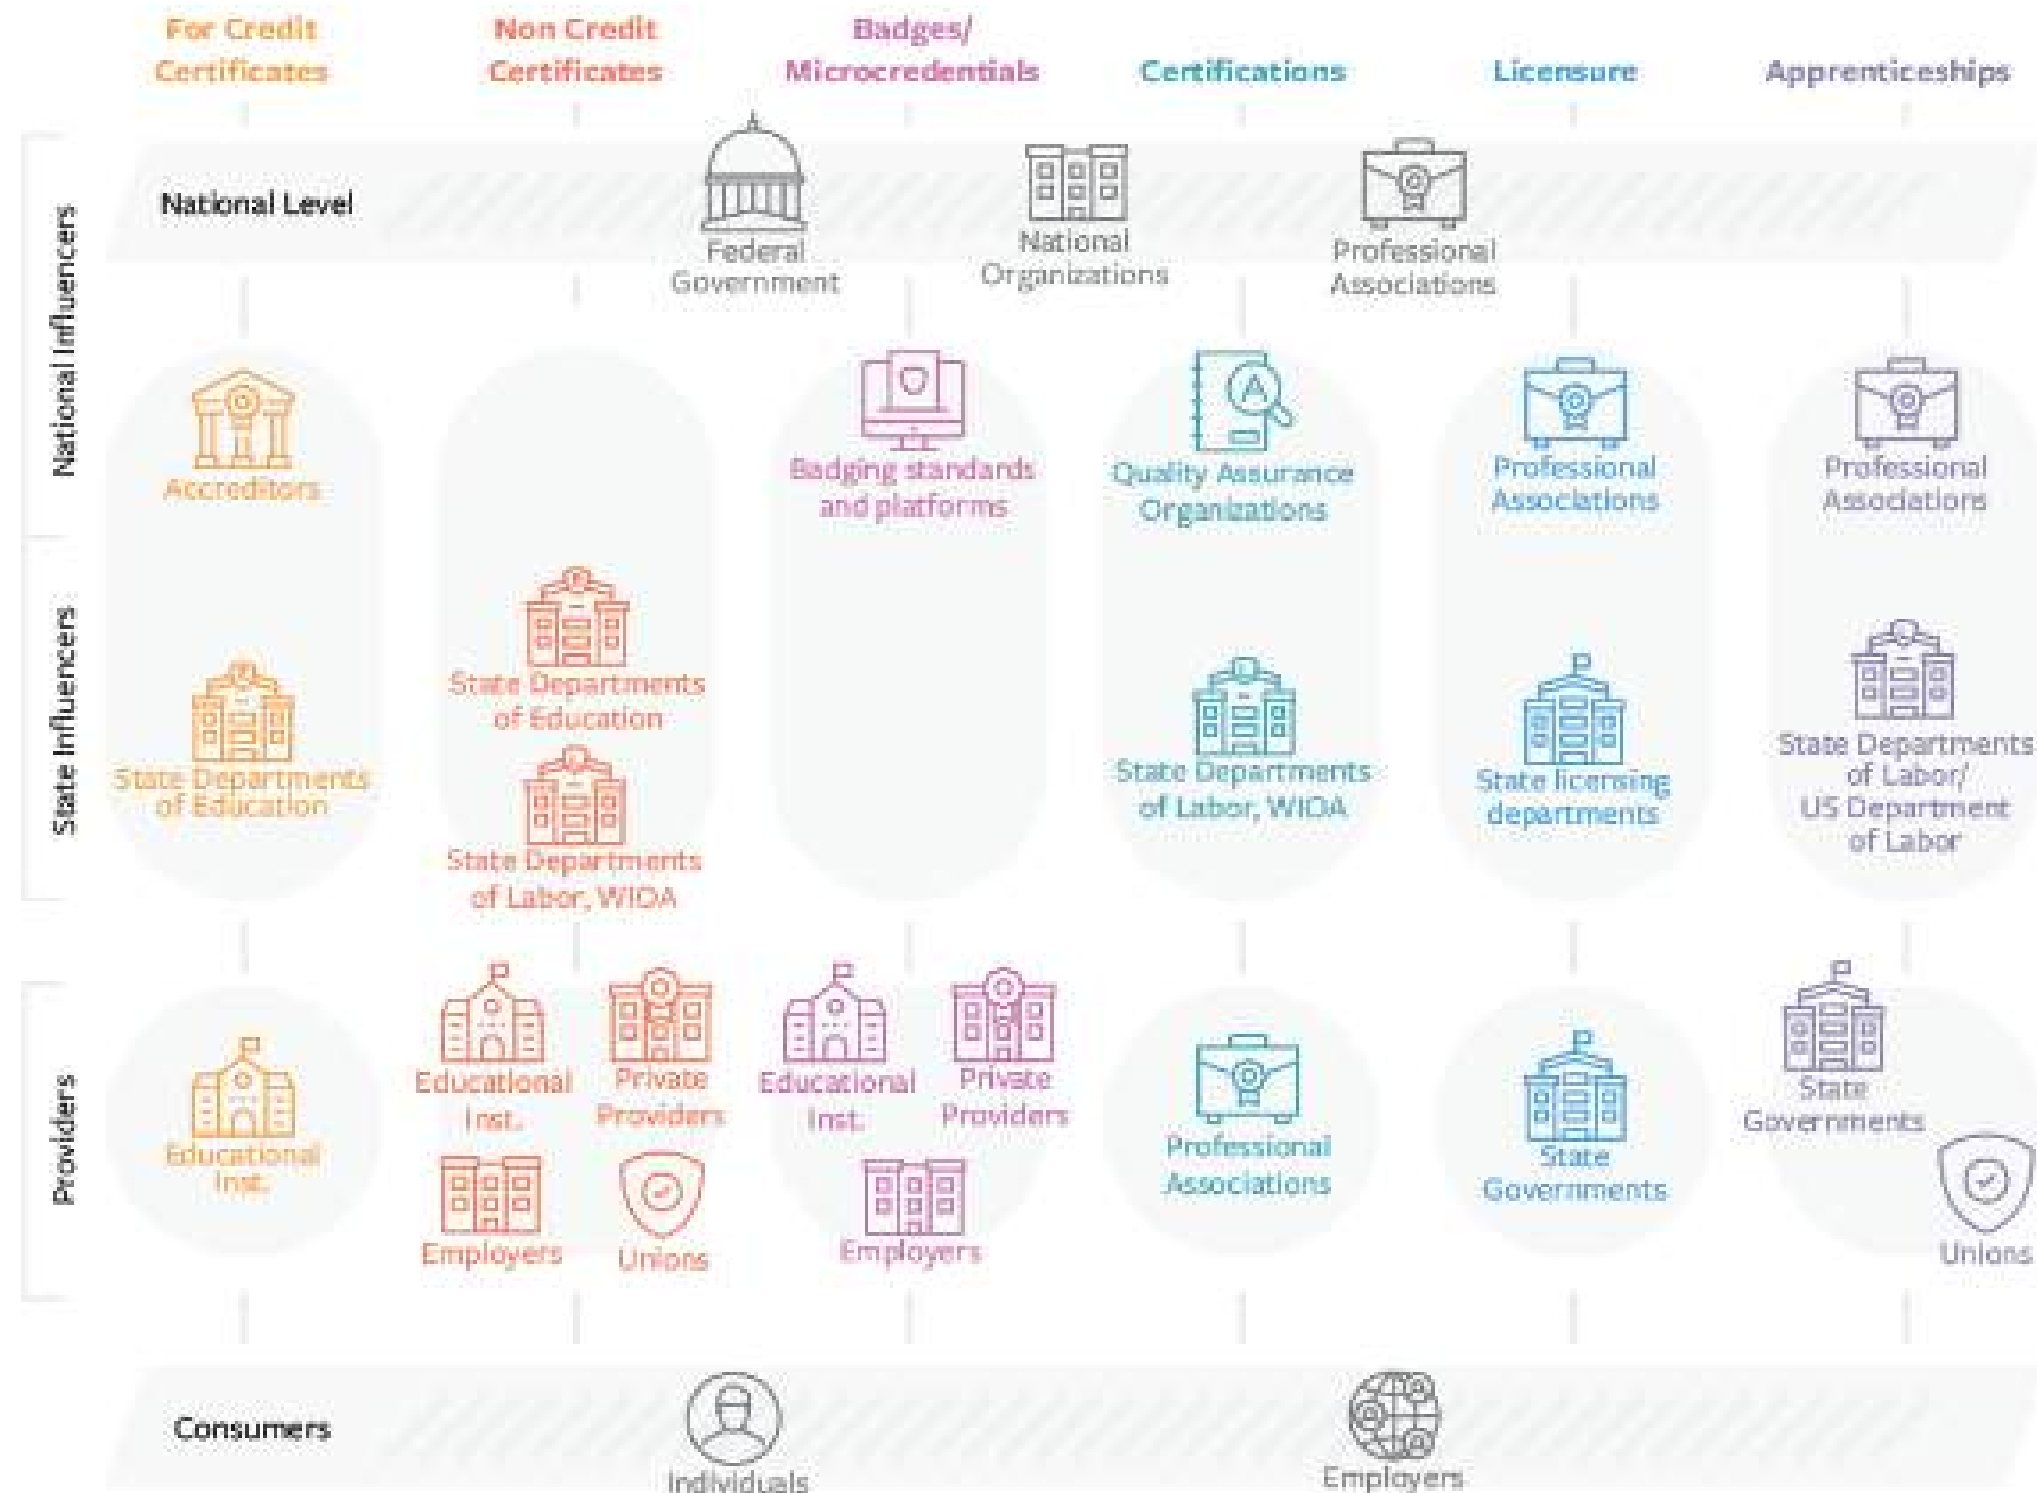 For Credit
Certificates
Non Credit
Certificates
Badges/
Microcredentials
Certifications
Licensure
Apprenticeships
National Influencers
National Level
Federal
Government
National
Organizations
Professional
Associations
Accreditors
Badging standards
and platforms
Quality Assurance
Organizations
Professional
Associations
Professional
Associations
State Influencers
State Departments
of Education
State Departments
of Education
State Departments
of Labor, WIOA
State Departments
of Labor, WIOA
State licensing
departments
State Departments
of Labor/
US Department
of Labor
Providers
Educational
Inst.
Educational
Inst.
Private
Providers
Employers
Unions
Educational
Inst.
Private
Providers
Employers
Professional
Associations
State
Governments
State
Governments
Unions
Consumers
Individuals
Employers